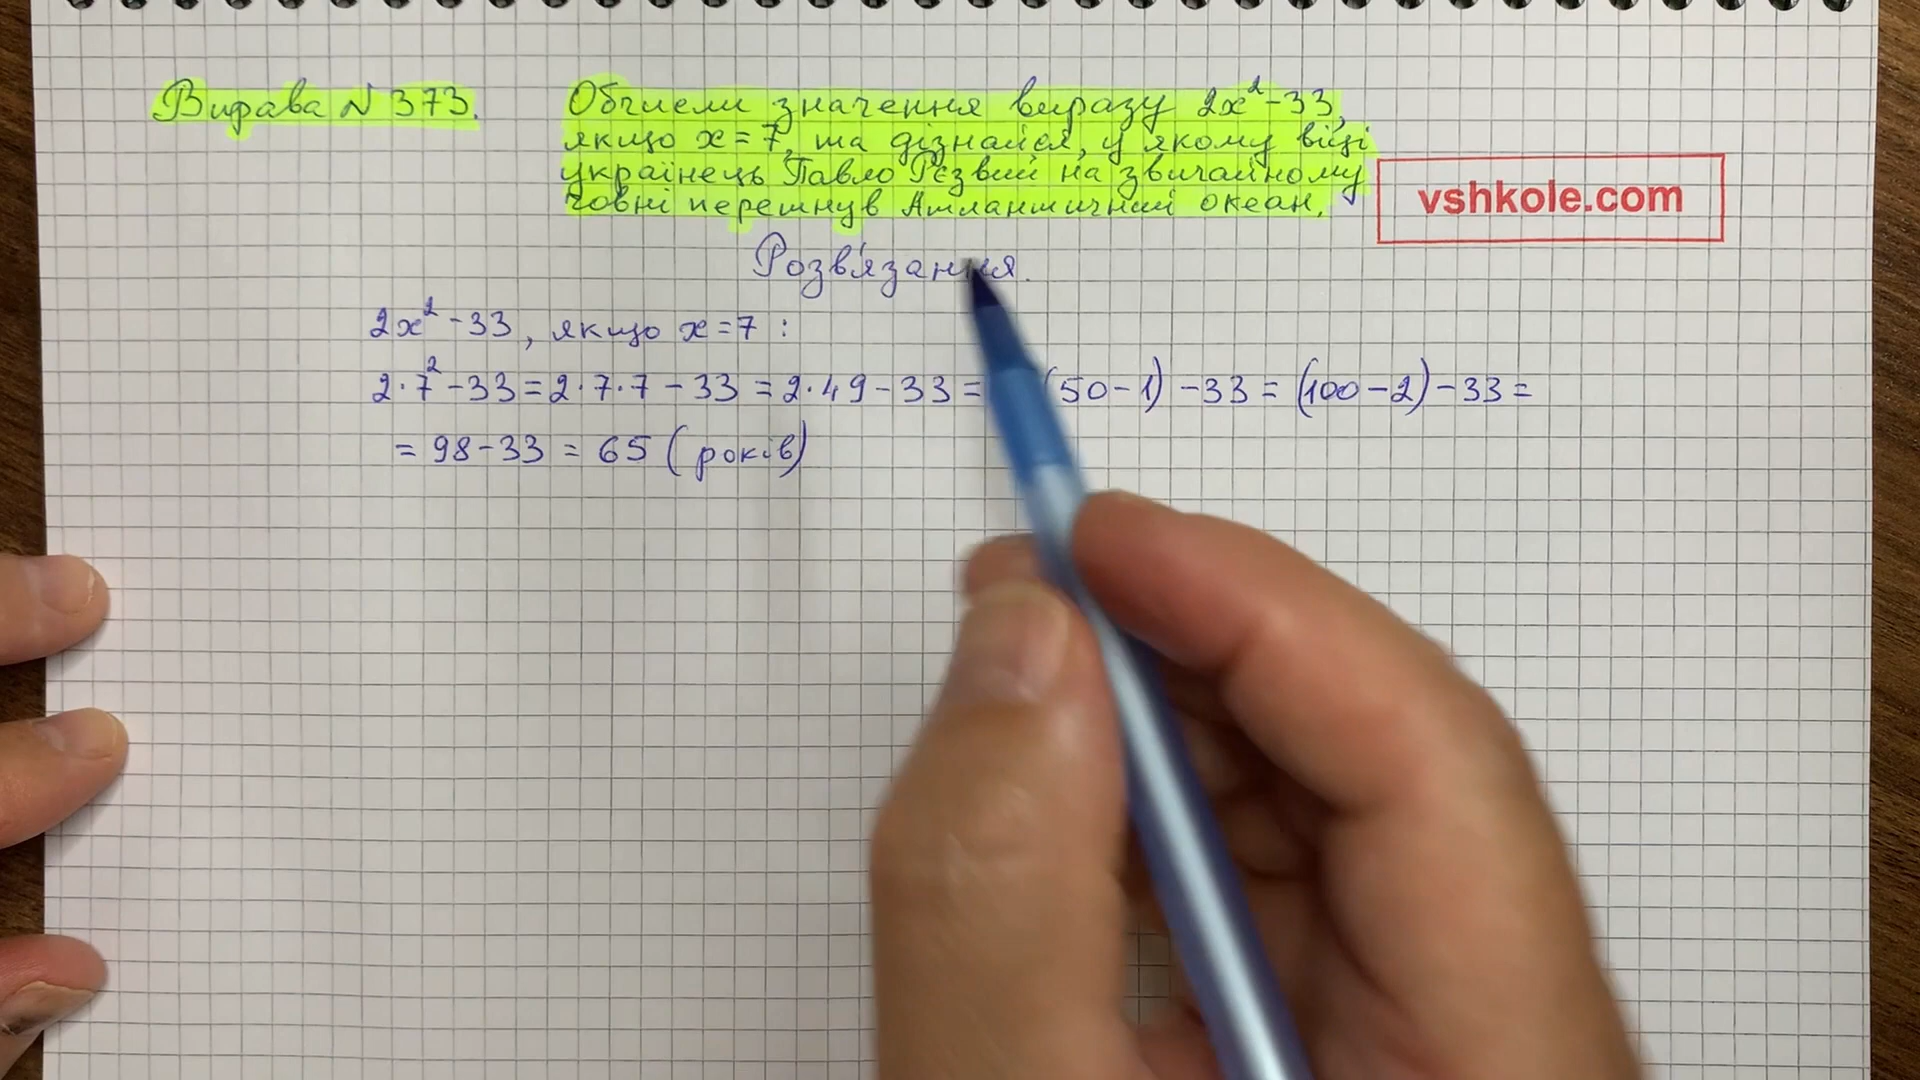 Вправа № 373.
Обчисли значення виразу 2x²-33,
якщо x=7, та дізнайся, у якому віці
українець Павло Рєзвий на звичайному
човні перетнув Атлантичний океан.
vshkole.com
Розв'язання.
2x²-33, якщо x=7:
2·7²-33=2·7·7-33=2·49-33= (50-1)-33=(100-2)-33=
=98-33=65 (років)